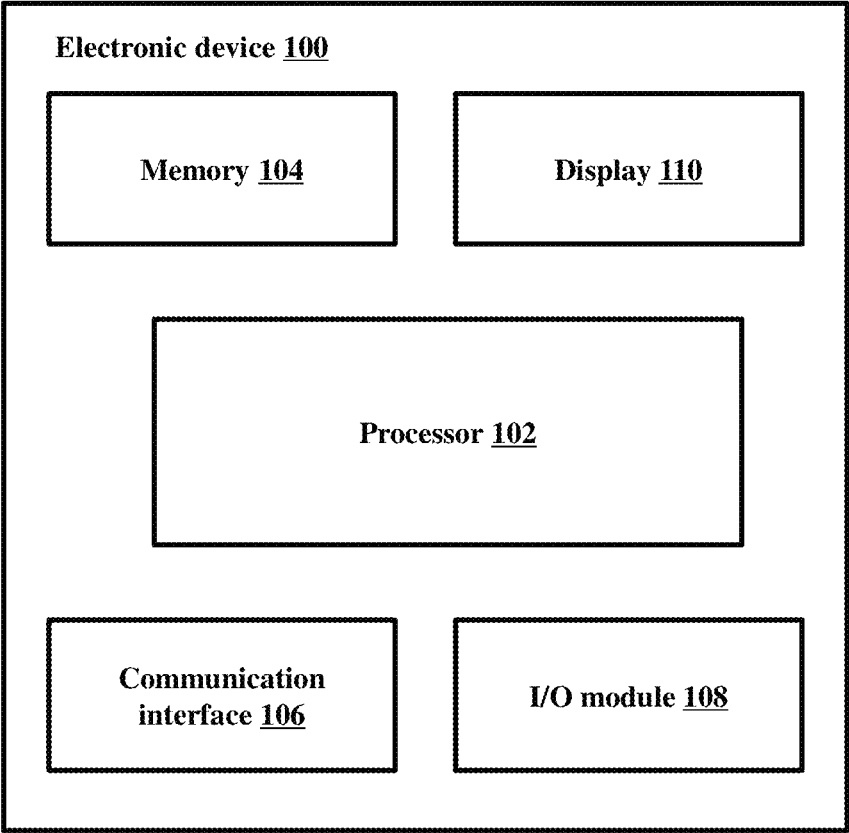 Electronic device 100
Memory 104
Display 110
Processor 102
Communication
interface 106
I/O module 108